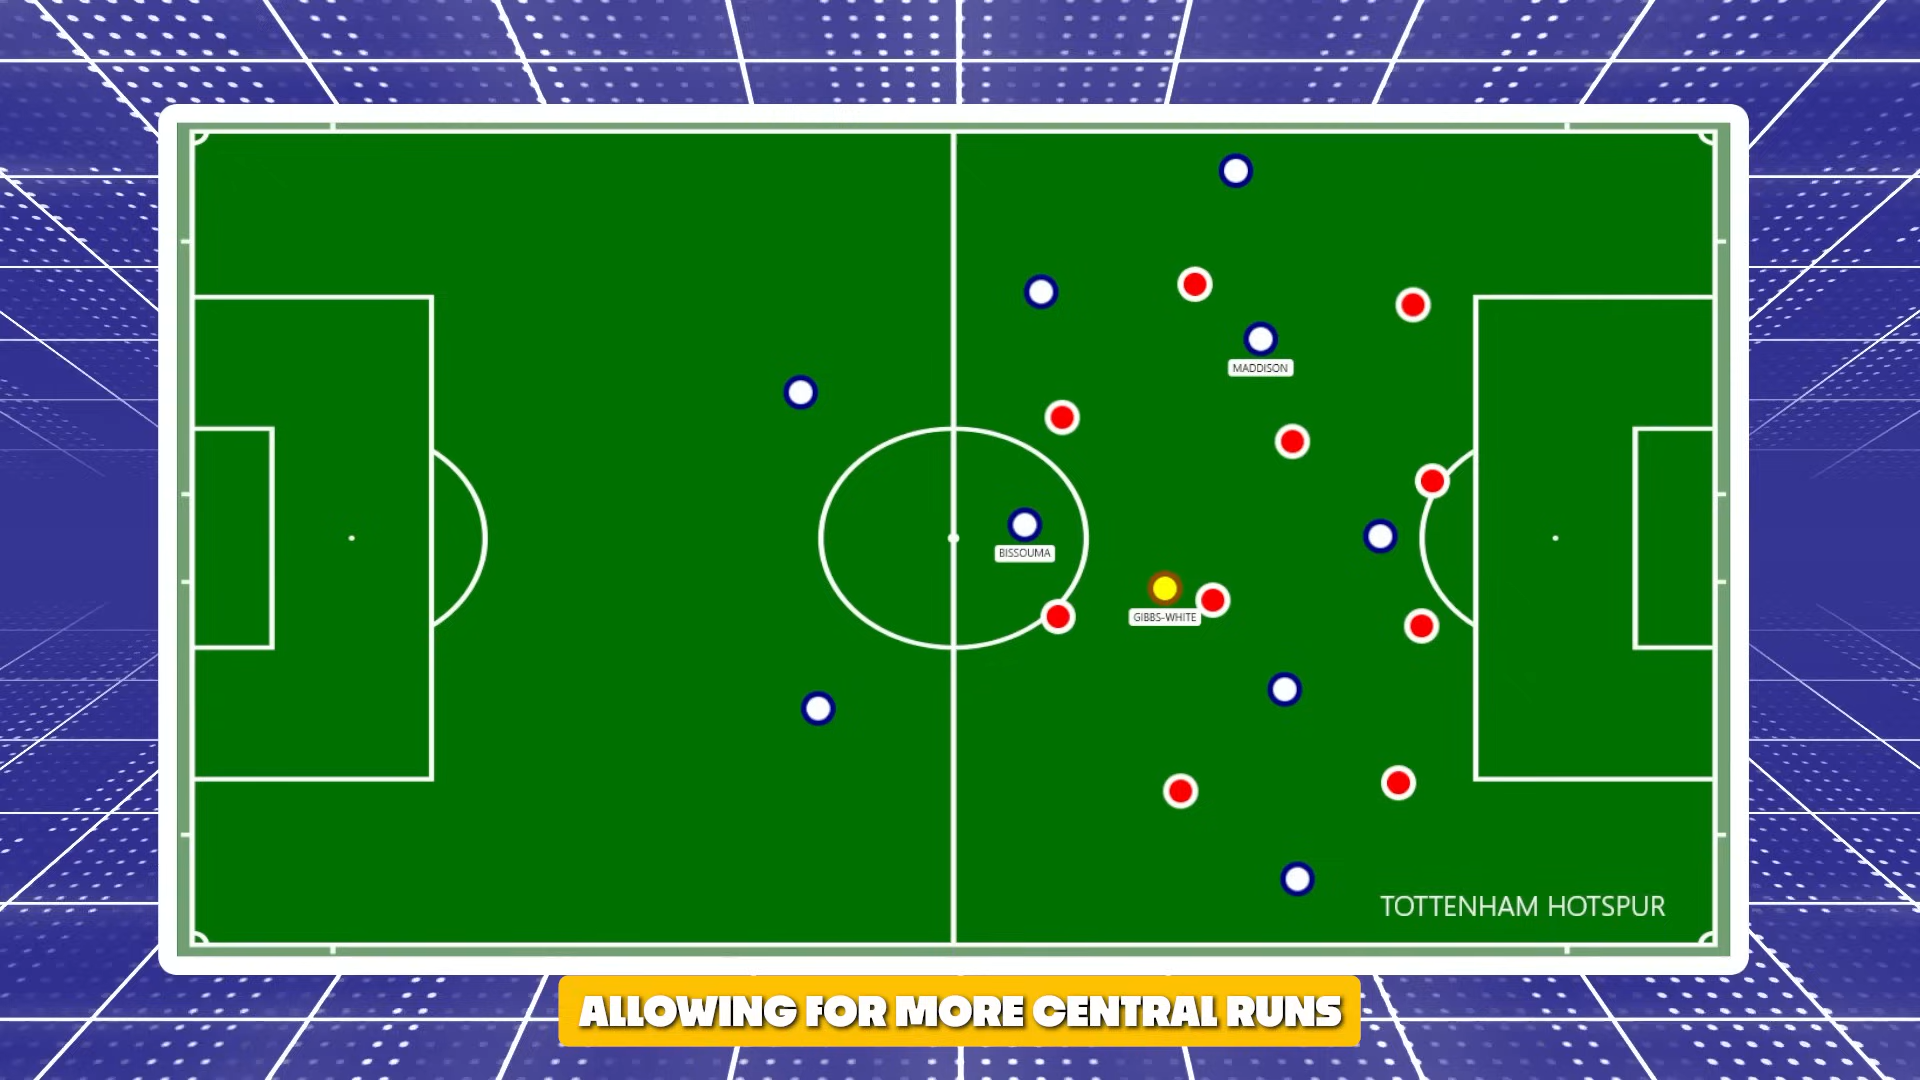 MADDISON
BISSOUMA
GIBBS-WHITE
TOTTENHAM HOTSPUR
ALLOWING FOR MORE CENTRAL RUNS